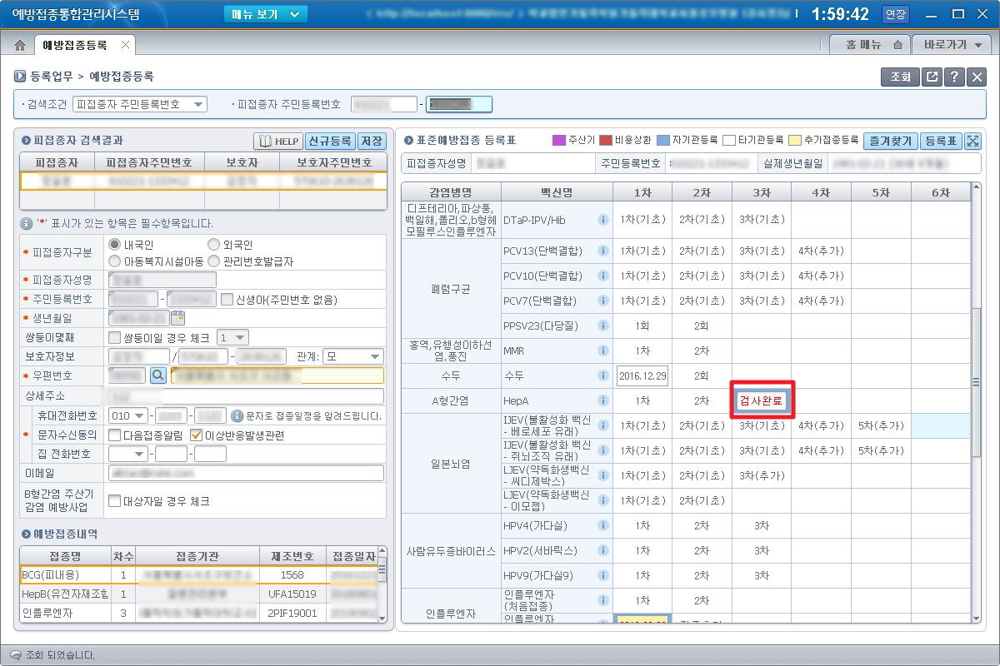 예방접종통합관리시스템 메뉴 보기 1:59:42 연장
예방접종등록 홈 메뉴 바로가기
등록업무 > 예방접종등록 조회 ?
· 검색조건 피접종자 주민등록번호 · 피접종자 주민등록번호 -
피접종자 검색결과 HELP 신규등록 저장
피접종자 피접종자주민번호 보호자 보호자주민번호
'*' 표시가 있는 항목은 필수항목입니다.
* 피접종자구분 내국인 외국인
아동복지시설아동 관리번호발급자
* 피접종자성명
* 주민등록번호 - 신생아(주민번호 없음)
* 생년월일
쌍둥이몇째 쌍둥이일 경우 체크 1
보호자정보 / - 관계: 모
* 우편번호
상세주소
휴대전화번호 010 - - 문자로 접종일정을 알려드립니다.
* 문자수신동의 다음접종알림 이상반응발생관련
집 전화번호 - -
이메일
B형간염 주산기
감염 예방사업 대상자일 경우 체크
예방접종내역
접종명 차수 접종기관 제조번호 접종일자
BCG(피내용) 1 1568
HepB(유전자재조합 1 UFA15019
인플루엔자 3 2PIF19001
표준예방접종 등록표 주산기 비용상환 자기관등록 타기관등록 추가접종등록 즐겨찾기 등록표
피접종자성명 주민등록번호 실제생년월일
감염병명 백신명 1차 2차 3차 4차 5차 6차
디프테리아,파상풍,
백일해,폴리오,b형헤
모필루스인플루엔자 DTaP-IPV/Hib 1차(기초) 2차(기초) 3차(기초)
폐렴구균
PCV13(단백결합) 1차(기초) 2차(기초) 3차(기초) 4차(추가)
PCV10(단백결합) 1차(기초) 2차(기초) 3차(기초) 4차(추가)
PCV7(단백결합) 1차(기초) 2차(기초) 3차(기초) 4차(추가)
PPSV23(다당질) 1회 2회
홍역,유행성이하선
염,풍진 MMR 1차 2차
수두 수두 2016.12.29 2회
A형간염 HepA 1차 2차 검사완료
일본뇌염
IJEV(불활성화 백신
- 베로세포 유래) 1차(기초) 2차(기초) 3차(기초) 4차(추가) 5차(추가)
IJEV(불활성화 백신
- 쥐뇌조직 유래) 1차(기초) 2차(기초) 3차(기초) 4차(추가) 5차(추가)
LJEV(약독화생백신
- 씨디제박스) 1차(기초) 2차(기초) 3차(추가)
LJEV(약독화생백신
- 이모젭) 1차(기초) 2차(기초)
사람유두종바이러스
HPV4(가다실) 1차 2차 3차
HPV2(서바릭스) 1차 2차 3차
HPV9(가다실9) 1차 2차 3차
인플루엔자
인플루엔자
(처음접종) 1차 2차
인플루엔자
조회 되었습니다.